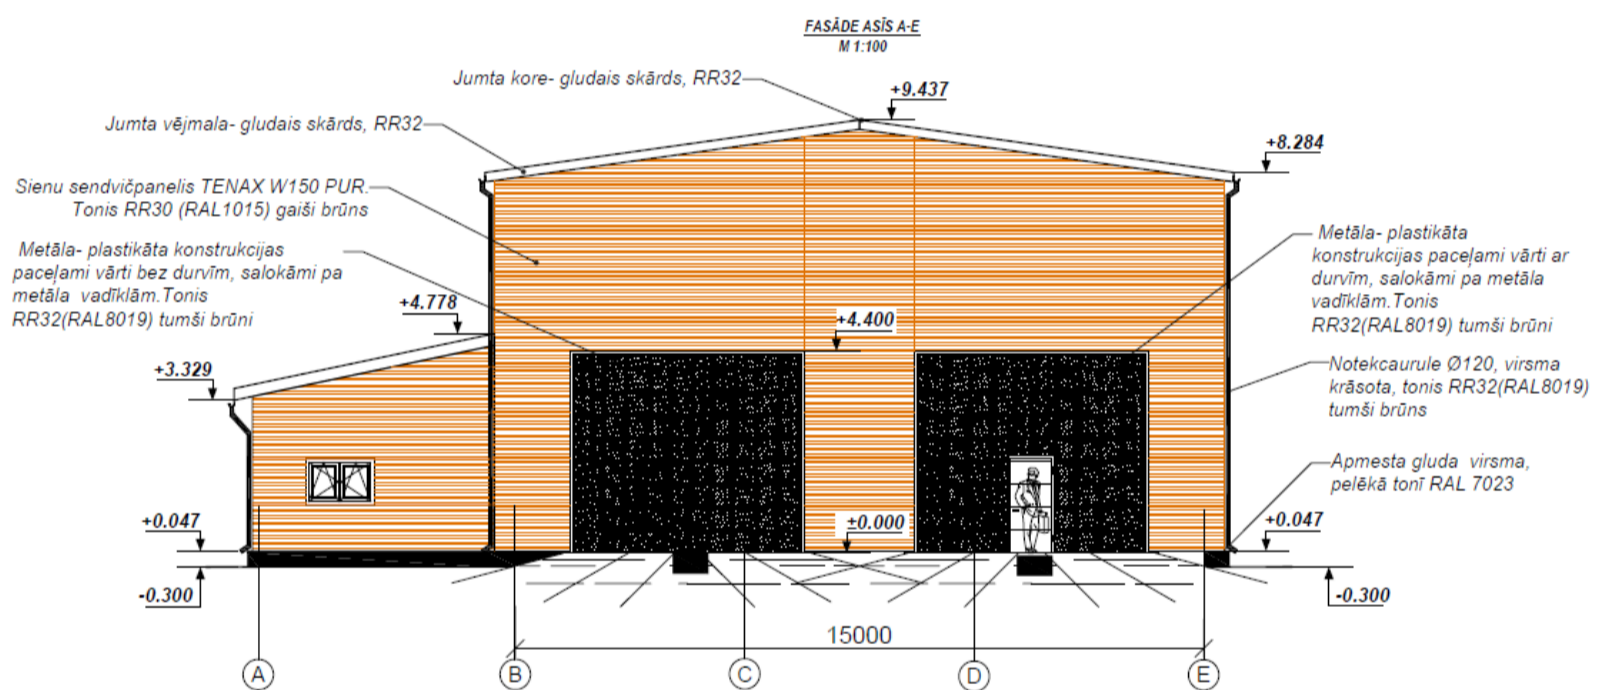 FASĀDE ASĪS A-E
M 1:100
Jumta kore- gludais skārds, RR32
+9.437
Jumta vējmala- gludais skārds, RR32
+8.284
Sienu sendvičpanelis TENAX W150 PUR.
Tonis RR30 (RAL1015) gaiši brūns
Metāla- plastikāta konstrukcijas
paceļami vārti bez durvīm, salokāmi pa
metāla vadīklām.Tonis
RR32(RAL8019) tumši brūni
Metāla- plastikāta
konstrukcijas paceļami vārti ar
durvīm, salokāmi pa metāla
vadīklām.Tonis
RR32(RAL8019) tumši brūni
+4.778
+4.400
+3.329
Notekcaurule Ø120, virsma
krāsota, tonis RR32(RAL8019)
tumši brūns
Apmesta gluda virsma,
pelēkā tonī RAL 7023
+0.047
±0.000
+0.047
-0.300
-0.300
15000
A
B
C
D
E